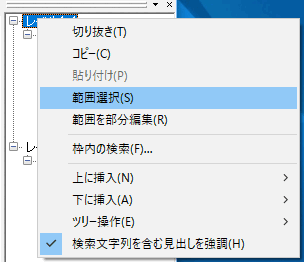 切り抜き(T)
コピー(C)
貼り付け(P)
範囲選択(S)
範囲を部分編集(R)
枠内の検索(F)...
上に挿入(N)
下に挿入(A)
ツリー操作(E)
検索文字列を含む見出しを強調(H)